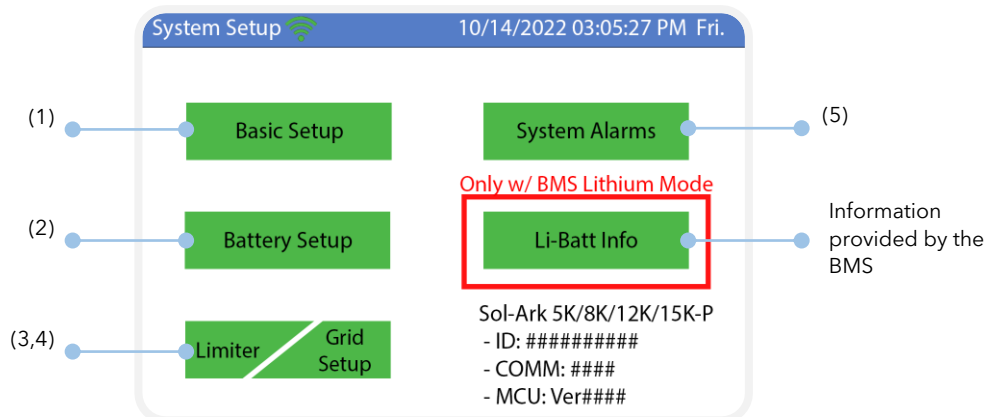 System Setup
10/14/2022 03:05:27 PM Fri.
(1)
Basic Setup
System Alarms
(5)
Only w/ BMS Lithium Mode
(2)
Battery Setup
Li-Batt Info
Information
provided by the
BMS
(3,4)
Limiter
Grid
Setup
Sol-Ark 5K/8K/12K/15K-P
- ID: ##########
- COMM: ####
- MCU: Ver####